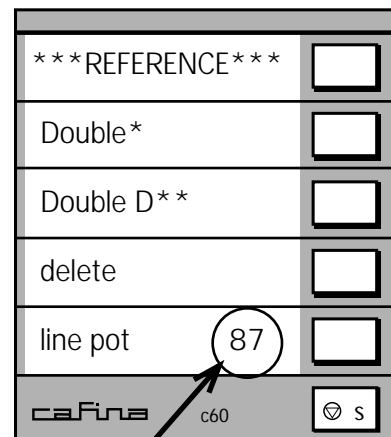 ***REFERENCE***
Double*
Double D**
delete
line pot 87
cafina c60 S